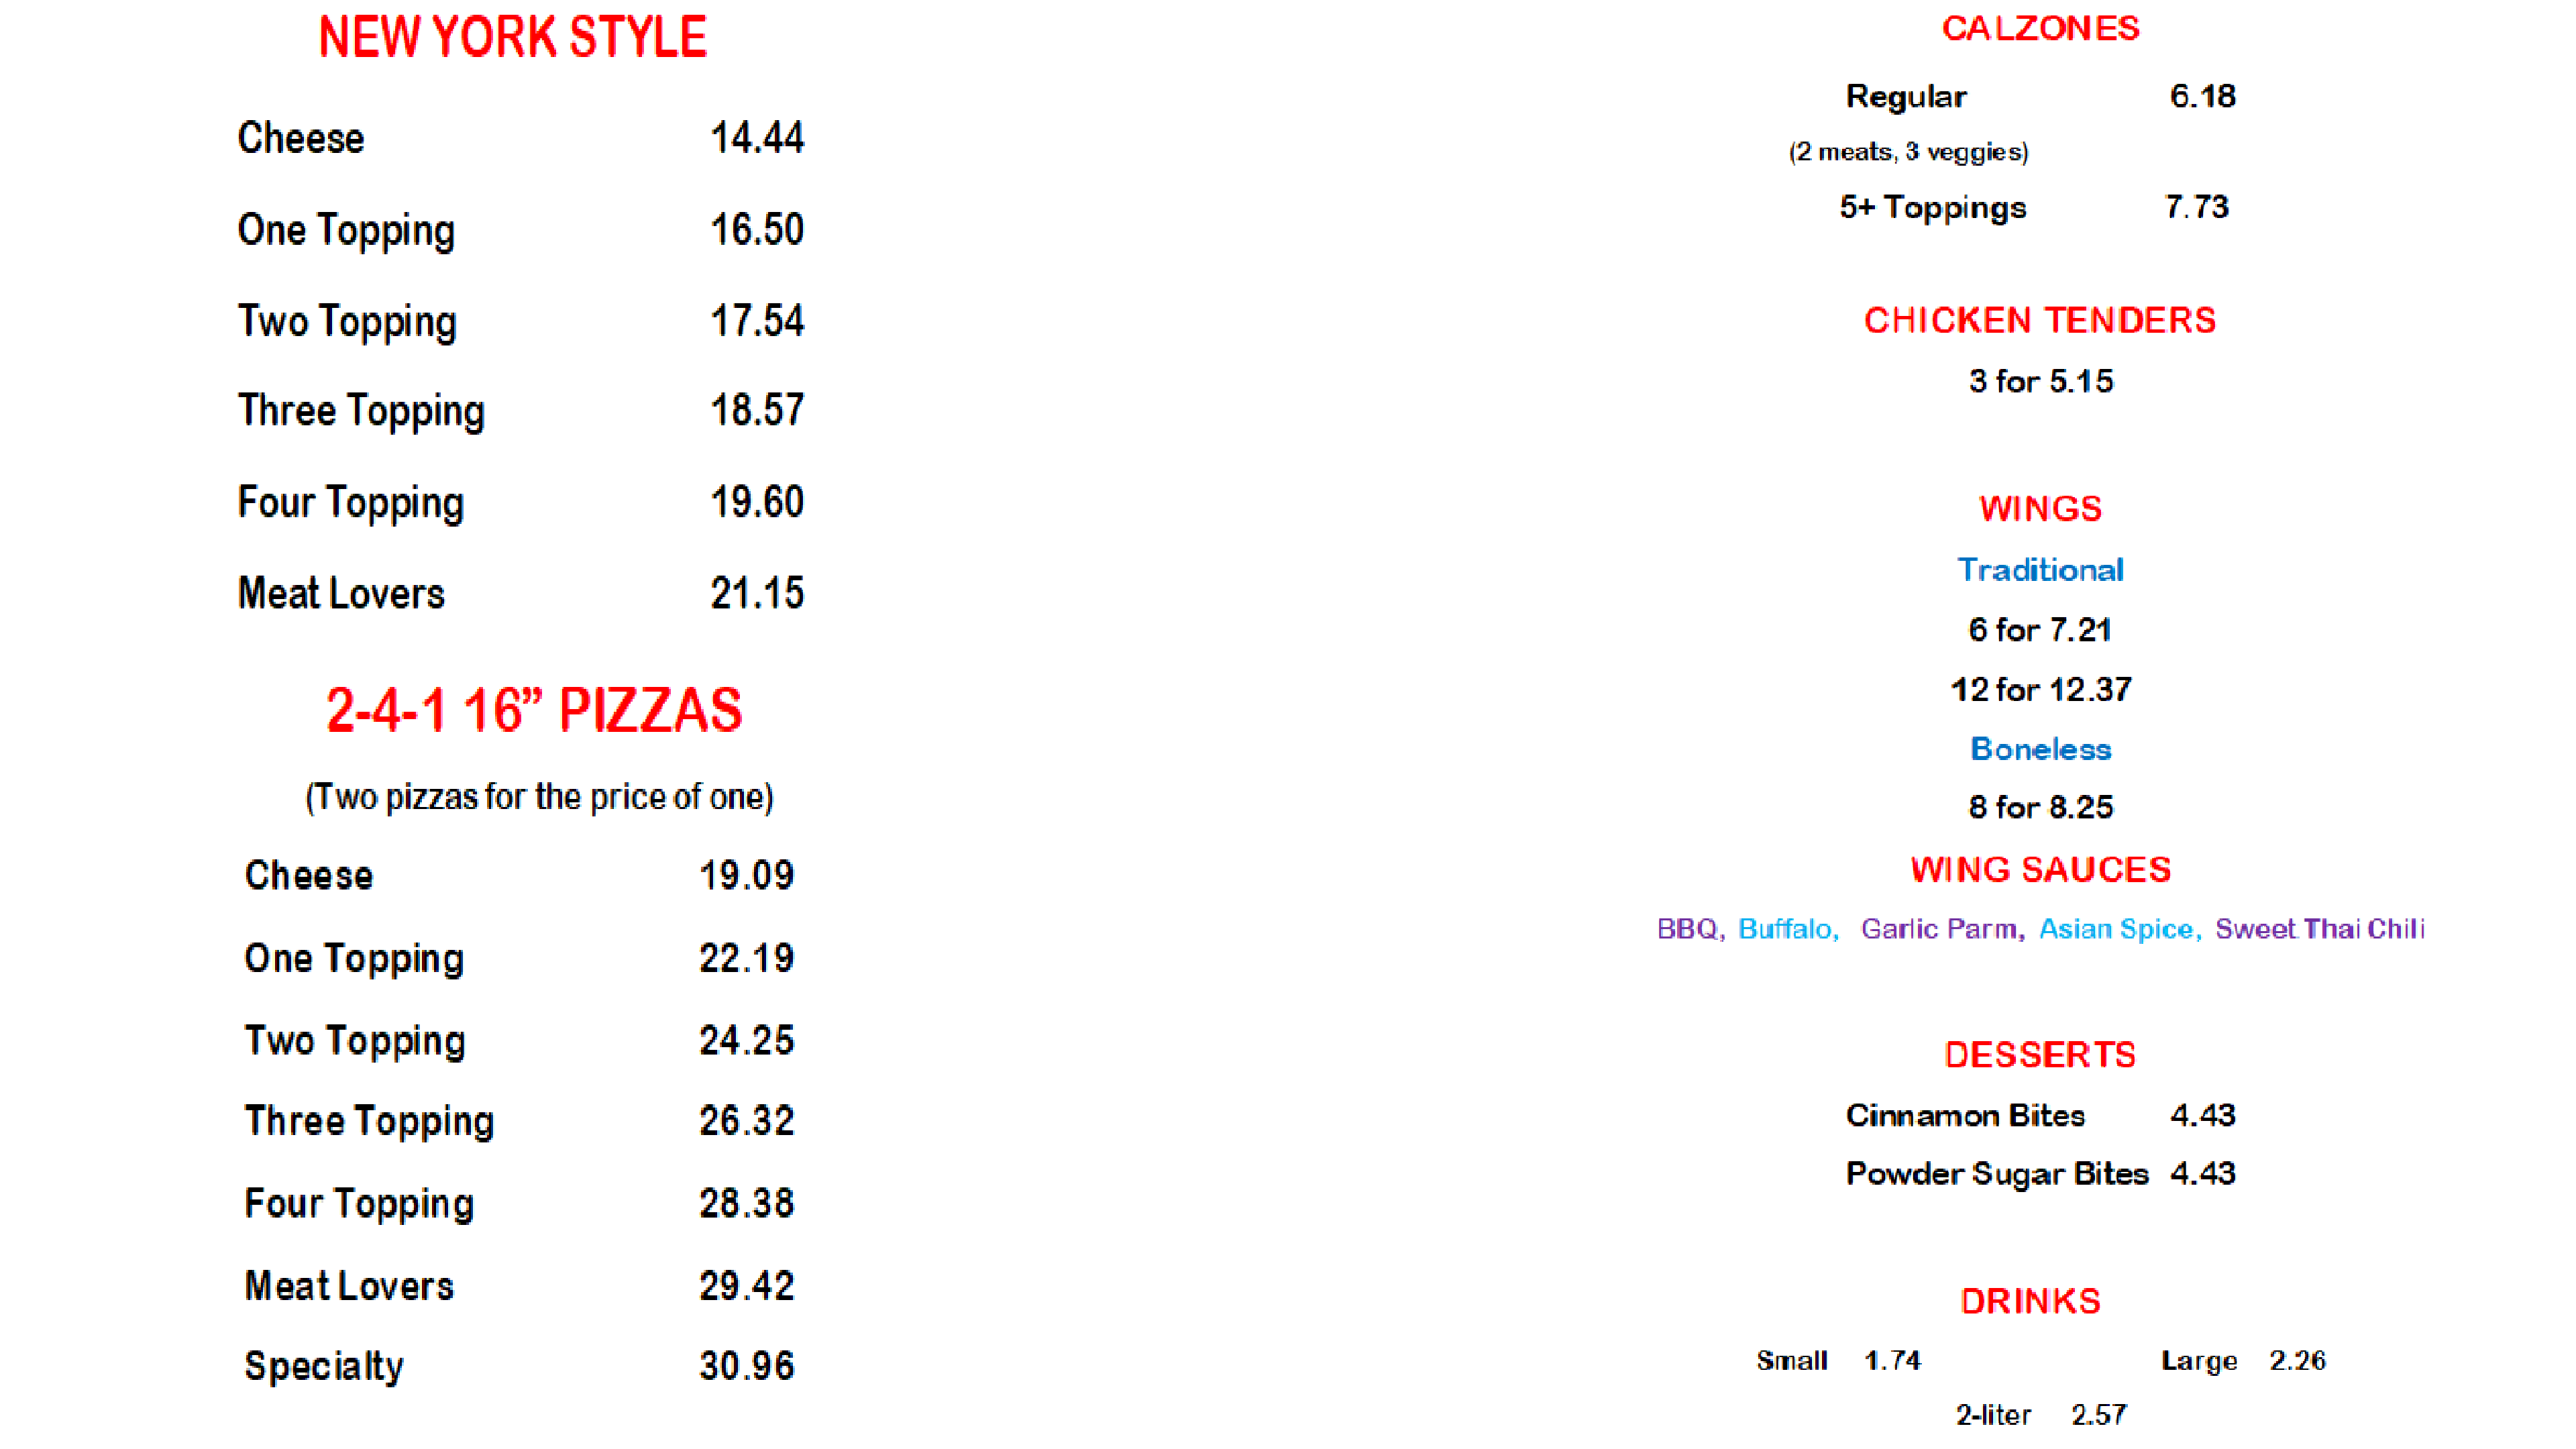 NEW YORK STYLE
Cheese 14.44
One Topping 16.50
Two Topping 17.54
Three Topping 18.57
Four Topping 19.60
Meat Lovers 21.15
2-4-1 16” PIZZAS
(Two pizzas for the price of one)
Cheese 19.09
One Topping 22.19
Two Topping 24.25
Three Topping 26.32
Four Topping 28.38
Meat Lovers 29.42
Specialty 30.96
CALZONES
Regular 6.18
(2 meats, 3 veggies)
5+ Toppings 7.73
CHICKEN TENDERS
3 for 5.15
WINGS
Traditional
6 for 7.21
12 for 12.37
Boneless
8 for 8.25
WING SAUCES
BBQ, Buffalo, Garlic Parm, Asian Spice, Sweet Thai Chili
DESSERTS
Cinnamon Bites 4.43
Powder Sugar Bites 4.43
DRINKS
Small 1.74 Large 2.26
2-liter 2.57